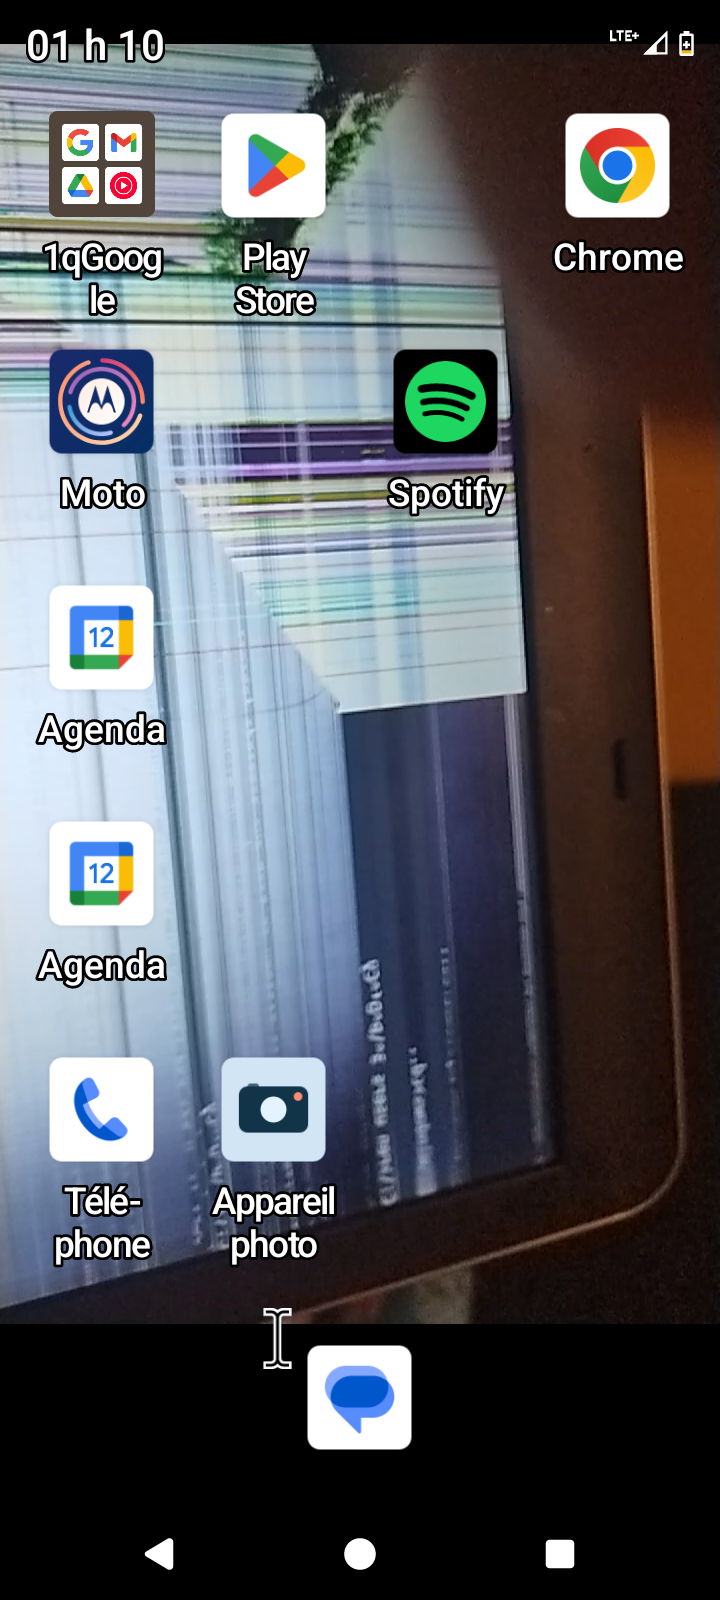 01 h 10
LTE+
1qGoog
le
Play
Store
Chrome
Moto
Spotify
12
Agenda
12
Agenda
Télé-
phone
Appareil
photo